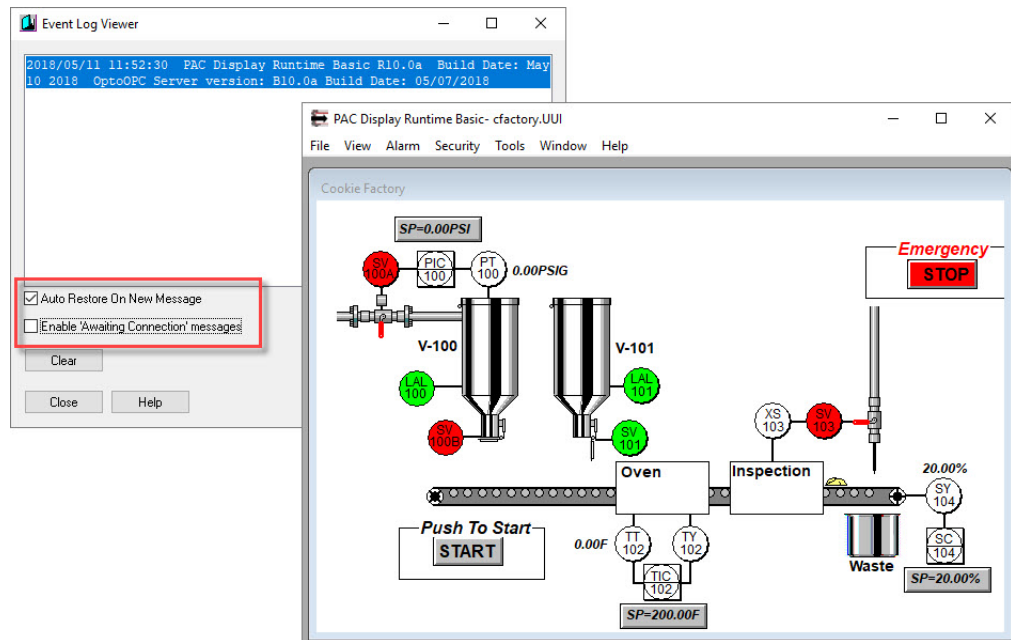 Event Log Viewer
2018/05/11 11:52:30  PAC Display Runtime Basic R10.0a  Build Date: May
10 2018  OptoOPC Server version: B10.0a Build Date: 05/07/2018
Auto Restore On New Message
Enable 'Awaiting Connection' messages
Clear
Close
Help
PAC Display Runtime Basic- cfactory.UUI
File View Alarm Security Tools Window Help
Cookie Factory
SP=0.00PSI
SV
100A
PIC
100
PT
100
0.00PSIG
Emergency
STOP
V-100
V-101
LAL
100
LAL
101
SV
100B
SV
101
XS
103
SV
103
Oven
Inspection
20.00%
SY
104
Push To Start
START
0.00F
TT
102
TY
102
SC
104
Waste
TIC
102
SP=20.00%
SP=200.00F